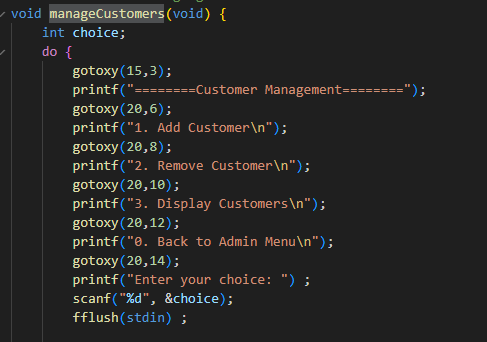 void manageCustomers(void) {
int choice;
do {
gotoxy(15,3);
printf("========Customer Management========");
gotoxy(20,6);
printf("1. Add Customer\n");
gotoxy(20,8);
printf("2. Remove Customer\n");
gotoxy(20,10);
printf("3. Display Customers\n");
gotoxy(20,12);
printf("0. Back to Admin Menu\n");
gotoxy(20,14);
printf("Enter your choice: ") ;
scanf("%d", &choice);
fflush(stdin) ;